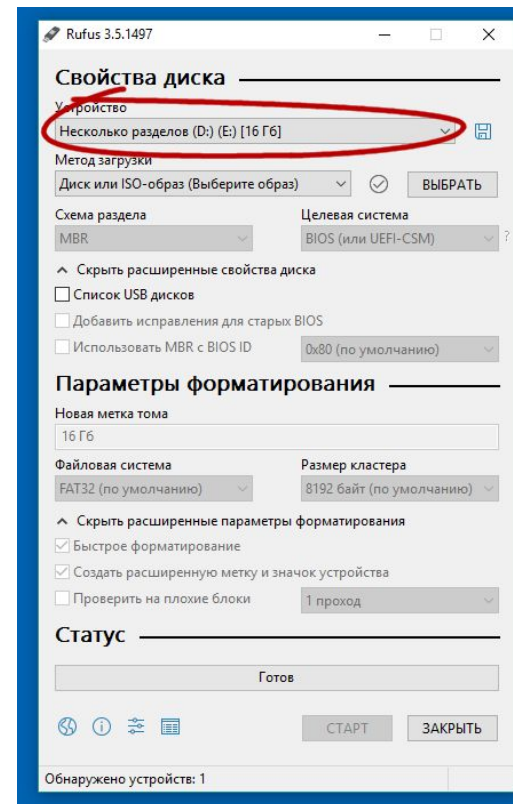 Rufus 3.5.1497
Свойства диска
Устройство
Несколько разделов (D:) (E:) [16 Гб]
Метод загрузки
Диск или ISO-образ (Выберите образ)
ВЫБРАТЬ
Схема раздела
Целевая система
MBR
BIOS (или UEFI-CSM)
?
Скрыть расширенные свойства диска
Список USB дисков
Добавить исправления для старых BIOS
Использовать MBR с BIOS ID
0x80 (по умолчанию)
Параметры форматирования
Новая метка тома
16 Гб
Файловая система
Размер кластера
FAT32 (по умолчанию)
8192 байт (по умолчанию)
Скрыть расширенные параметры форматирования
Быстрое форматирование
Создать расширенную метку и значок устройства
Проверить на плохие блоки
1 проход
Статус
Готов
СТАРТ
ЗАКРЫТЬ
Обнаружено устройств: 1